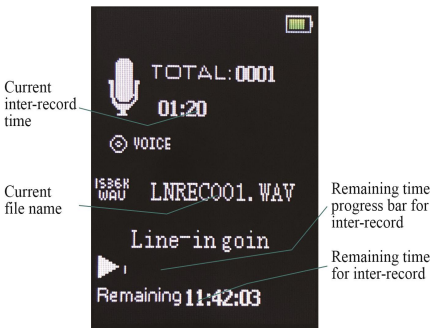 TOTAL:0001
Current
inter-record
time
01:20
VOICE
1536K
WAV
LNREC001.WAV
Current
file name
Remaining time
progress bar for
inter-record
Line-in goin
Remaining 11:42:03
Remaining time
for inter-record